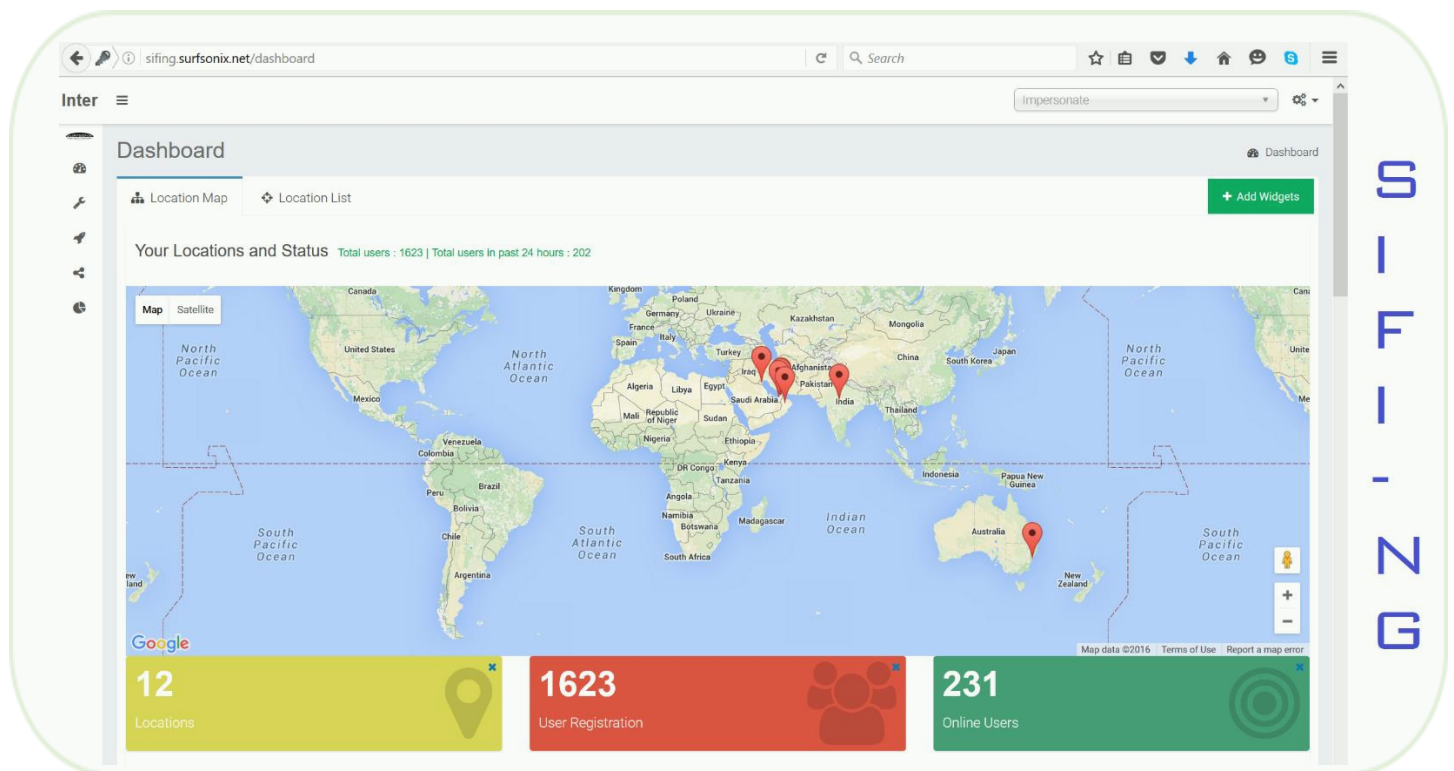 sifing.surfsonix.net/dashboard
Search
Inter
Impersonate
Dashboard
Dashboard
Location Map
Location List
+ Add Widgets
Your Locations and Status Total users : 1623 | Total users in past 24 hours : 202
Map
Satellite
Canada
Kingdom
Poland
Germany
Ukraine
France
Kazakhstan
Mongolia
Italy
Spain
Turkey
North Pacific Ocean
United States
North Atlantic Ocean
China
South Korea
Japan
North Pacific Ocean
Unite
Cana
Iraq
Afghanista
Pakistan
Algeria
Libya
Egypt
Saudi Arabia
India
Mexico
Me
Mali
Republic of Niger
Sudan
Thailand
Nigeria
Ethiopia
Venezuela
Colombia
DR Congo
Kenya
Tanzania
Indonesia
Papua New Guinea
Peru
Brazil
Angola
Bolivia
Namibia
Botswana
Madagascar
Indian Ocean
South Pacific Ocean
Chile
South Atlantic Ocean
South Africa
Australia
South Pacific Ocean
Argentina
ew land
New Zealand
Google
Map data ©2016
Terms of Use
Report a map error
12
Locations
1623
User Registration
231
Online Users
S
I
F
I
-
N
G